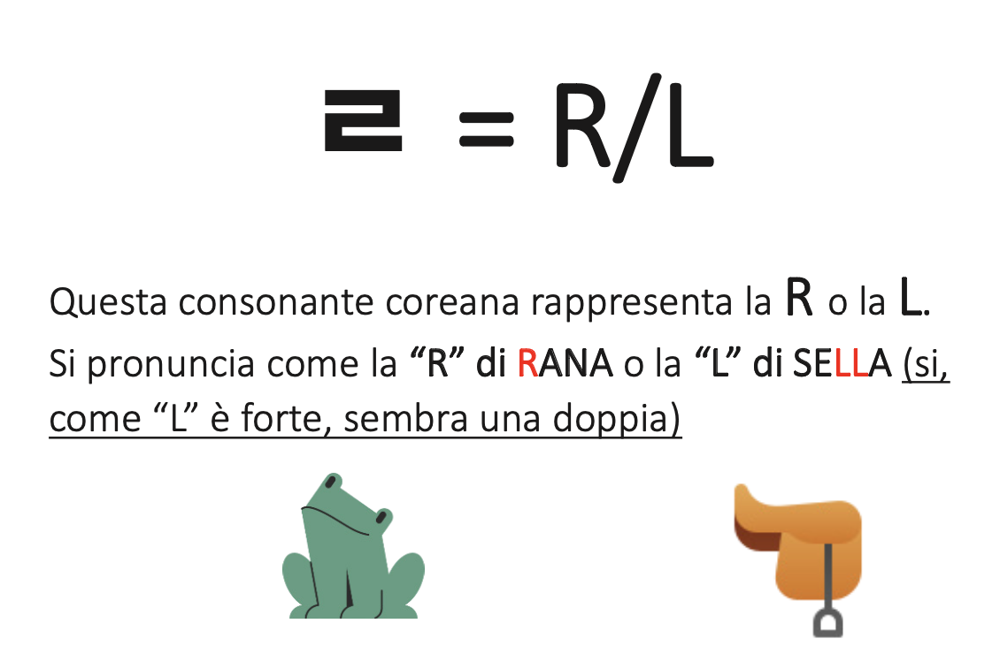 ㄹ = R/L
Questa consonante coreana rappresenta la R o la L.
Si pronuncia come la “R” di RANA o la “L” di SELLA (si,
come “L” è forte, sembra una doppia)